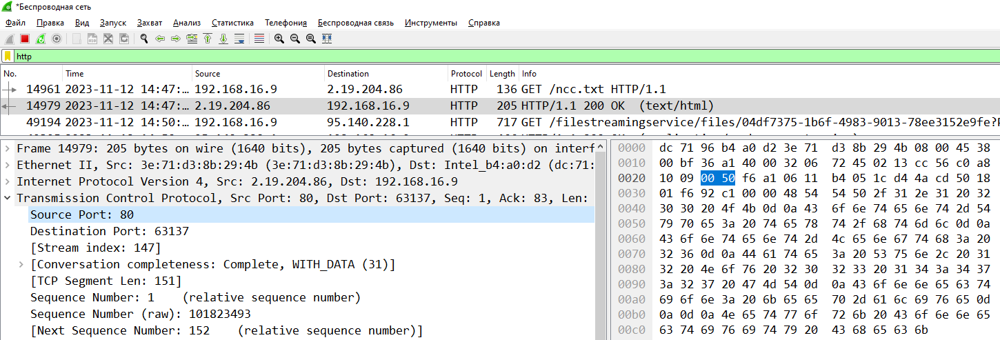 *Беспроводная сеть
Файл Правка Вид Запуск Захват Анализ Статистика Телефония Беспроводная связь Инструменты Справка
http
No. Time Source Destination Protocol Length Info
14961 2023-11-12 14:47:… 192.168.16.9 2.19.204.86 HTTP 136 GET /ncc.txt HTTP/1.1
14979 2023-11-12 14:47:… 2.19.204.86 192.168.16.9 HTTP 205 HTTP/1.1 200 OK (text/html)
49194 2023-11-12 14:50:… 192.168.16.9 95.140.228.1 HTTP 717 GET /filestreamingservice/files/04df7375-1b6f-4983-9013-78ee3152e9fe?P
Frame 14979: 205 bytes on wire (1640 bits), 205 bytes captured (1640 bits) on interf
Ethernet II, Src: 3e:71:d3:8b:29:4b (3e:71:d3:8b:29:4b), Dst: Intel_b4:a0:d2 (dc:71:
Internet Protocol Version 4, Src: 2.19.204.86, Dst: 192.168.16.9
Transmission Control Protocol, Src Port: 80, Dst Port: 63137, Seq: 1, Ack: 83, Len:
Source Port: 80
Destination Port: 63137
[Stream index: 147]
[Conversation completeness: Complete, WITH_DATA (31)]
[TCP Segment Len: 151]
Sequence Number: 1 (relative sequence number)
Sequence Number (raw): 101823493
[Next Sequence Number: 152 (relative sequence number)]
0000 dc 71 96 b4 a0 d2 3e 71 d3 8b 29 4b 08 00 45 38
0010 00 bf 36 a1 40 00 32 06 72 45 02 13 cc 56 c0 a8
0020 10 09 00 50 f6 a1 06 11 b4 05 1c d4 4a cd 50 18
0030 01 f6 92 c1 00 00 48 54 54 50 2f 31 2e 31 20 32
0040 30 30 20 4f 4b 0d 0a 43 6f 6e 74 65 6e 74 2d 54
0050 79 70 65 3a 20 74 65 78 74 2f 68 74 6d 6c 0d 0a
0060 43 6f 6e 74 65 6e 74 2d 4c 65 6e 67 74 68 3a 20
0070 32 36 0d 0a 44 61 74 65 3a 20 53 75 6e 2c 20 31
0080 32 20 4e 6f 76 20 32 30 32 33 20 31 34 3a 34 37
0090 3a 32 37 20 47 4d 54 0d 0a 43 6f 6e 6e 65 63 74
00a0 69 6f 6e 3a 20 6b 65 65 70 2d 61 6c 69 76 65 0d
00b0 0a 0d 0a 4e 65 74 77 6f 72 6b 20 43 6f 6e 6e 65
00c0 63 74 69 76 69 74 79 20 43 68 65 63 6b